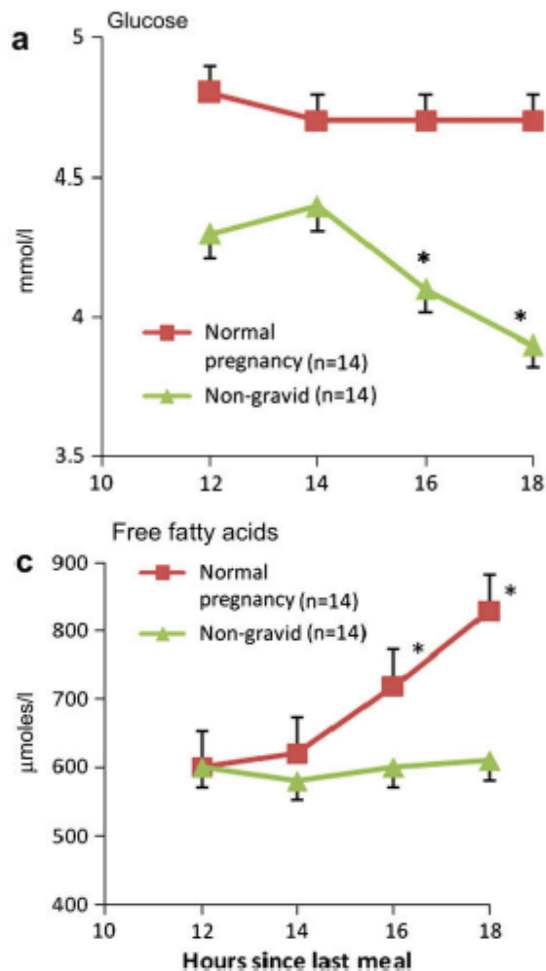 a
Glucose
5
4.5
4
3.5
mmol/l
*
*
Normal
pregnancy (n=14)
Non-gravid (n=14)
10 12 14 16 18
c
Free fatty acids
900
800
700
600
500
400
μmoles/l
Normal
pregnancy (n=14)
Non-gravid (n=14)
*
*
10 12 14 16 18
Hours since last meal